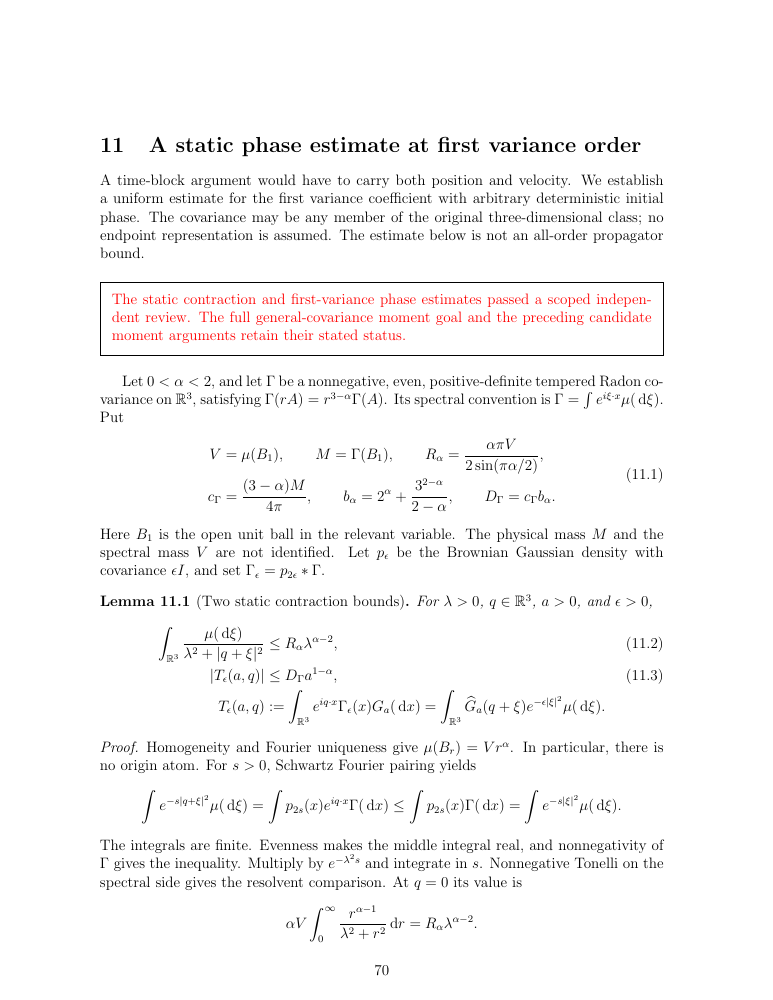 11 A static phase estimate at first variance order
A time-block argument would have to carry both position and velocity. We establish
a uniform estimate for the first variance coefficient with arbitrary deterministic initial
phase. The covariance may be any member of the original three-dimensional class; no
endpoint representation is assumed. The estimate below is not an all-order propagator
bound.
The static contraction and first-variance phase estimates passed a scoped indepen-
dent review. The full general-covariance moment goal and the preceding candidate
moment arguments retain their stated status.
Let 0 < α < 2, and let Γ be a nonnegative, even, positive-definite tempered Radon co-
variance on ℝ³, satisfying Γ(rA) = r^{3−α}Γ(A). Its spectral convention is Γ = ∫ e^{iξ·x}μ( dξ).
Put
V = μ(B₁), M = Γ(B₁), R_α = απV / (2 sin(πα/2)),
c_Γ = (3 − α)M / 4π, b_α = 2^α + 3^{2−α} / (2 − α), D_Γ = c_Γ b_α. (11.1)
Here B₁ is the open unit ball in the relevant variable. The physical mass M and the
spectral mass V are not identified. Let p_ϵ be the Brownian Gaussian density with
covariance ϵI, and set Γ_ϵ = p_{2ϵ} ∗ Γ.
Lemma 11.1 (Two static contraction bounds). For λ > 0, q ∈ ℝ³, a > 0, and ϵ > 0,
∫_{ℝ³} μ( dξ) / (λ² + |q + ξ|²) ≤ R_α λ^{α−2}, (11.2)
|T_ϵ(a, q)| ≤ D_Γ a^{1−α}, (11.3)
T_ϵ(a, q) := ∫_{ℝ³} e^{iq·x}Γ_ϵ(x)G_a( dx) = ∫_{ℝ³} Ĝ_a(q + ξ)e^{−ϵ|ξ|²}μ( dξ).
Proof. Homogeneity and Fourier uniqueness give μ(B_r) = V r^α. In particular, there is
no origin atom. For s > 0, Schwartz Fourier pairing yields
∫ e^{−s|q+ξ|²}μ( dξ) = ∫ p_{2s}(x)e^{iq·x}Γ( dx) ≤ ∫ p_{2s}(x)Γ( dx) = ∫ e^{−s|ξ|²}μ( dξ).
The integrals are finite. Evenness makes the middle integral real, and nonnegativity of
Γ gives the inequality. Multiply by e^{−λ²s} and integrate in s. Nonnegative Tonelli on the
spectral side gives the resolvent comparison. At q = 0 its value is
αV ∫₀^∞ r^{α−1} / (λ² + r²) dr = R_α λ^{α−2}.
70